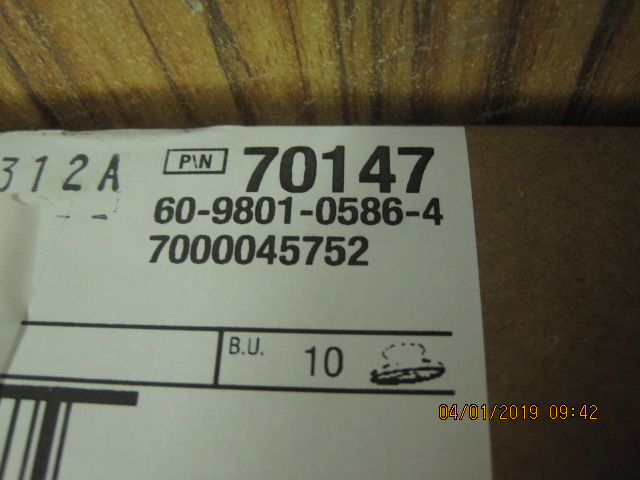 312A
P\N 70147
60-9801-0586-4
7000045752
B.U. 10
04/01/2019 09:42